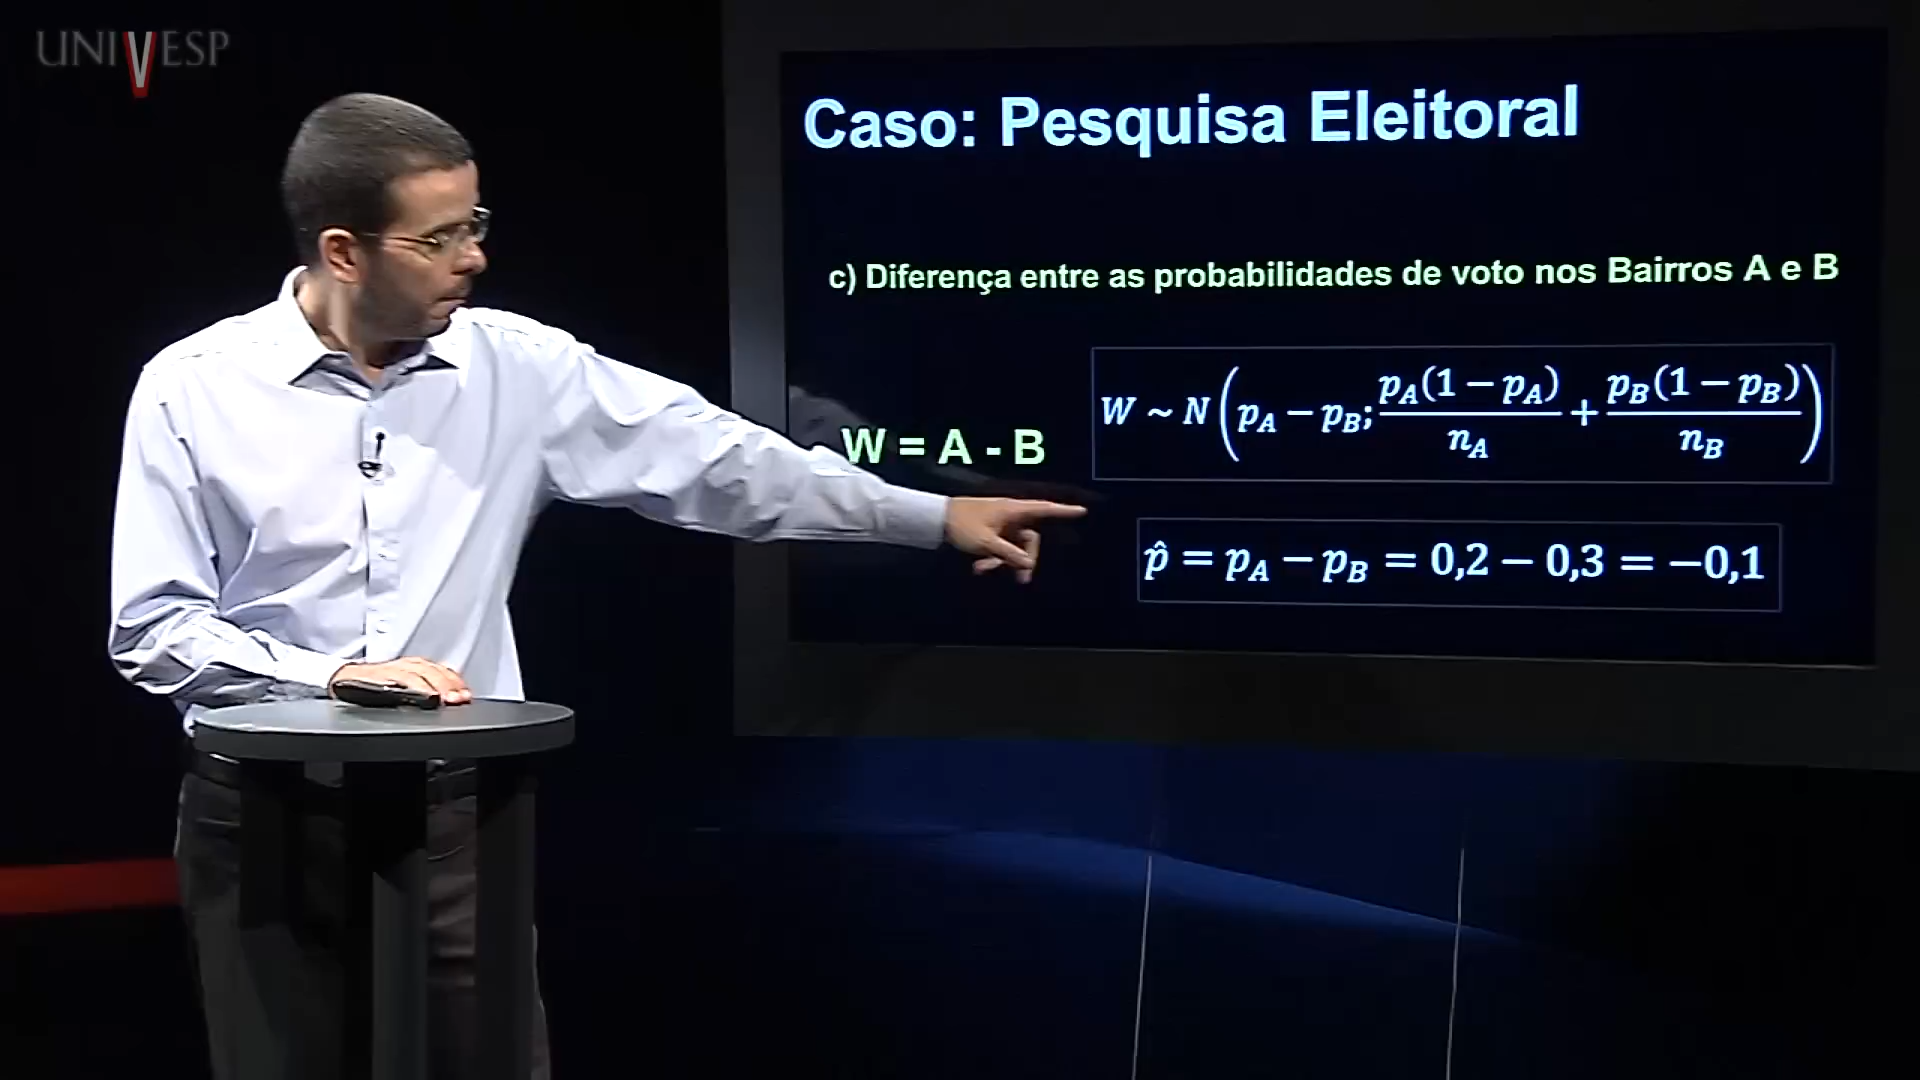 UNIVESP
Caso: Pesquisa Eleitoral
c) Diferença entre as probabilidades de voto nos Bairros A e B
W = A - B
W ~ N(p_A − p_B; p_A(1 − p_A)/n_A + p_B(1 − p_B)/n_B)
p̂ = p_A − p_B = 0,2 − 0,3 = −0,1